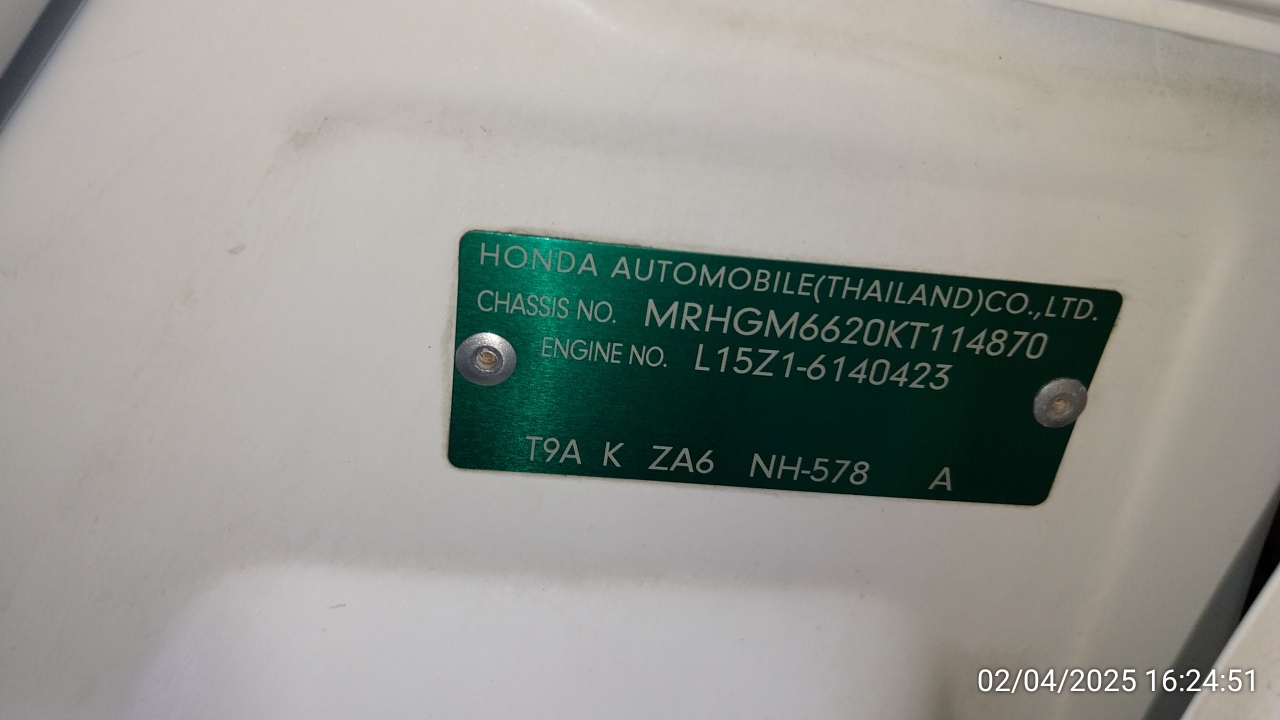 HONDA AUTOMOBILE(THAILAND)CO.,LTD.
CHASSIS NO. MRHGM6620KT114870
ENGINE NO. L15Z1-6140423
T9A K ZA6 NH-578 A
02/04/2025 16:24:51